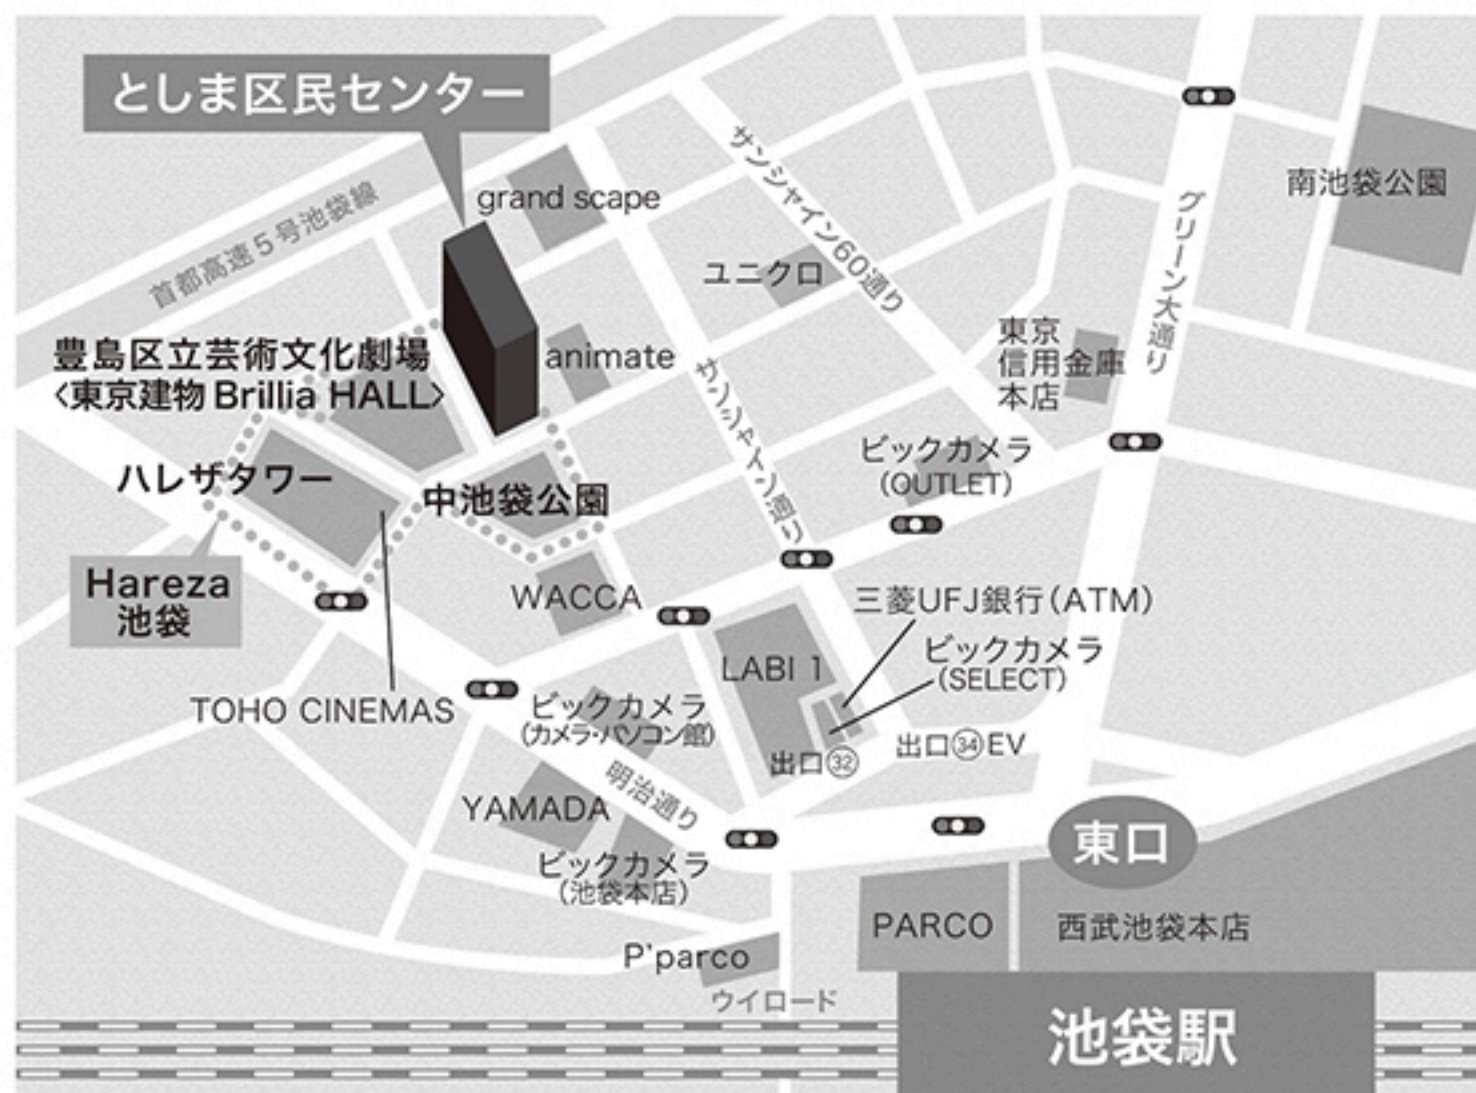 としま区民センター
首都高速5号池袋線
grand scape
サンシャイン60通り
グリーン大通り
南池袋公園
ユニクロ
豊島区立芸術文化劇場
〈東京建物 Brillia HALL〉
animate
サンシャイン通り
東京
信用金庫
本店
ハレザタワー
中池袋公園
ビックカメラ
(OUTLET)
Hareza
池袋
WACCA
三菱UFJ銀行(ATM)
LABI 1
ビックカメラ
(SELECT)
TOHO CINEMAS
ビックカメラ
(カメラ・パソコン館)
出口㉜
出口㉞EV
YAMADA
明治通り
ビックカメラ
(池袋本店)
東口
PARCO
西武池袋本店
P'parco
ウイロード
池袋駅